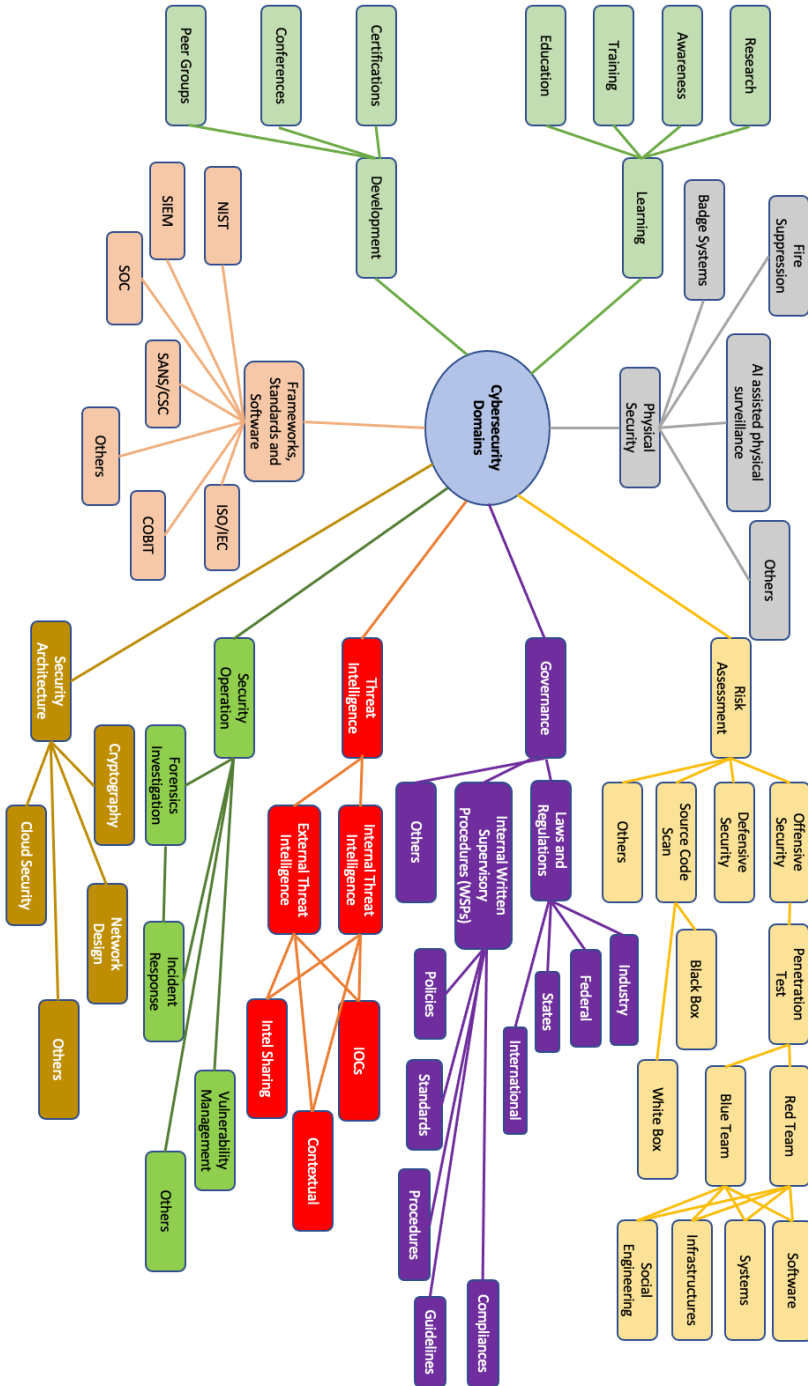 Research
Awareness
Training
Education
Learning
Certifications
Conferences
Peer Groups
Development
Fire
Suppression
Badge Systems
AI assisted physical
surveillance
Others
Physical
Security
Cybersecurity
Domains
Frameworks,
Standards and
Software
NIST
SIEM
SOC
SANS/CSC
Others
COBIT
ISO/IEC
Risk
Assessment
Offensive
Security
Defensive
Security
Source Code
Scan
Others
Penetration
Test
Black Box
White Box
Red Team
Blue Team
Software
Systems
Infrastructures
Social
Engineering
Governance
Laws and
Regulations
Internal Written
Supervisory
Procedures (WSPs)
Others
Industry
Federal
States
International
Policies
Standards
Procedures
Guidelines
Compliances
Threat
Intelligence
Internal Threat
Intelligence
External Threat
Intelligence
IOCs
Intel Sharing
Contextual
Security
Operation
Forensics
Investigation
Incident
Response
Vulnerability
Management
Others
Security
Architecture
Cryptography
Cloud Security
Network
Design
Others